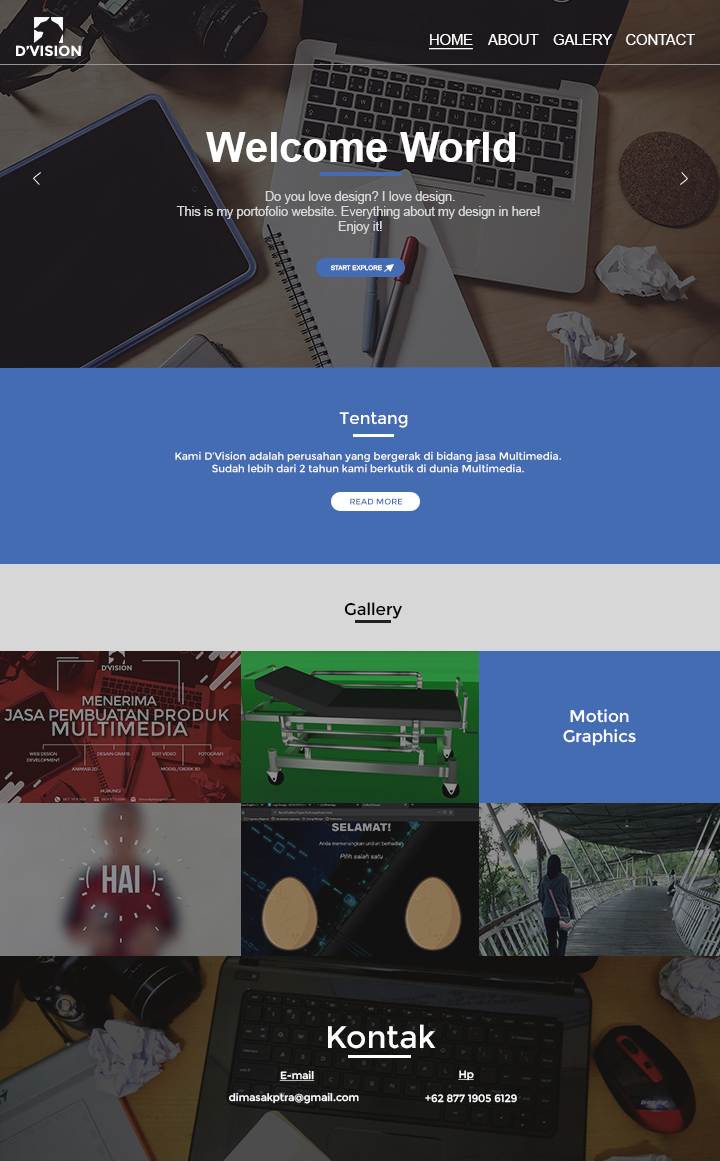 D'VISION
HOME ABOUT GALERY CONTACT
Welcome World
Do you love design? I love design.
This is my portofolio website. Everything about my design in here!
Enjoy it!
START EXPLORE
Tentang
Kami D'Vision adalah perusahan yang bergerak di bidang jasa Multimedia.
Sudah lebih dari 2 tahun kami berkutik di dunia Multimedia.
READ MORE
Gallery
D'VISION
MENERIMA
JASA PEMBUATAN PRODUK
MULTIMEDIA
WEB DESIGN
DEVELOPMENT
DESAIN GRAFIS
EDIT VIDEO
FOTOGRAFI
ANIMASI 2D
MODEL/OBJEK 3D
HUBUNGI
Motion
Graphics
HAI
SELAMAT!
Anda memenangkan undian berhadiah
Pilih salah satu
Kontak
E-mail
Hp
dimasakptra@gmail.com
+62 877 1905 6129